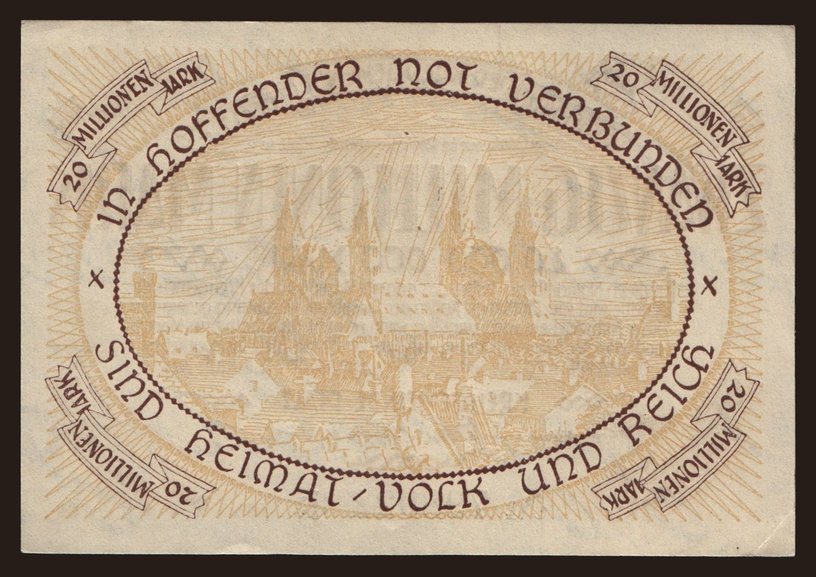 20 MILLIONEN MARK
20 MILLIONEN MARK
IN HOFFENDER NOT VERBUNDEN
× SIND HEIMAT / VOLK UND REICH ×
20 MILLIONEN MARK
20 MILLIONEN MARK